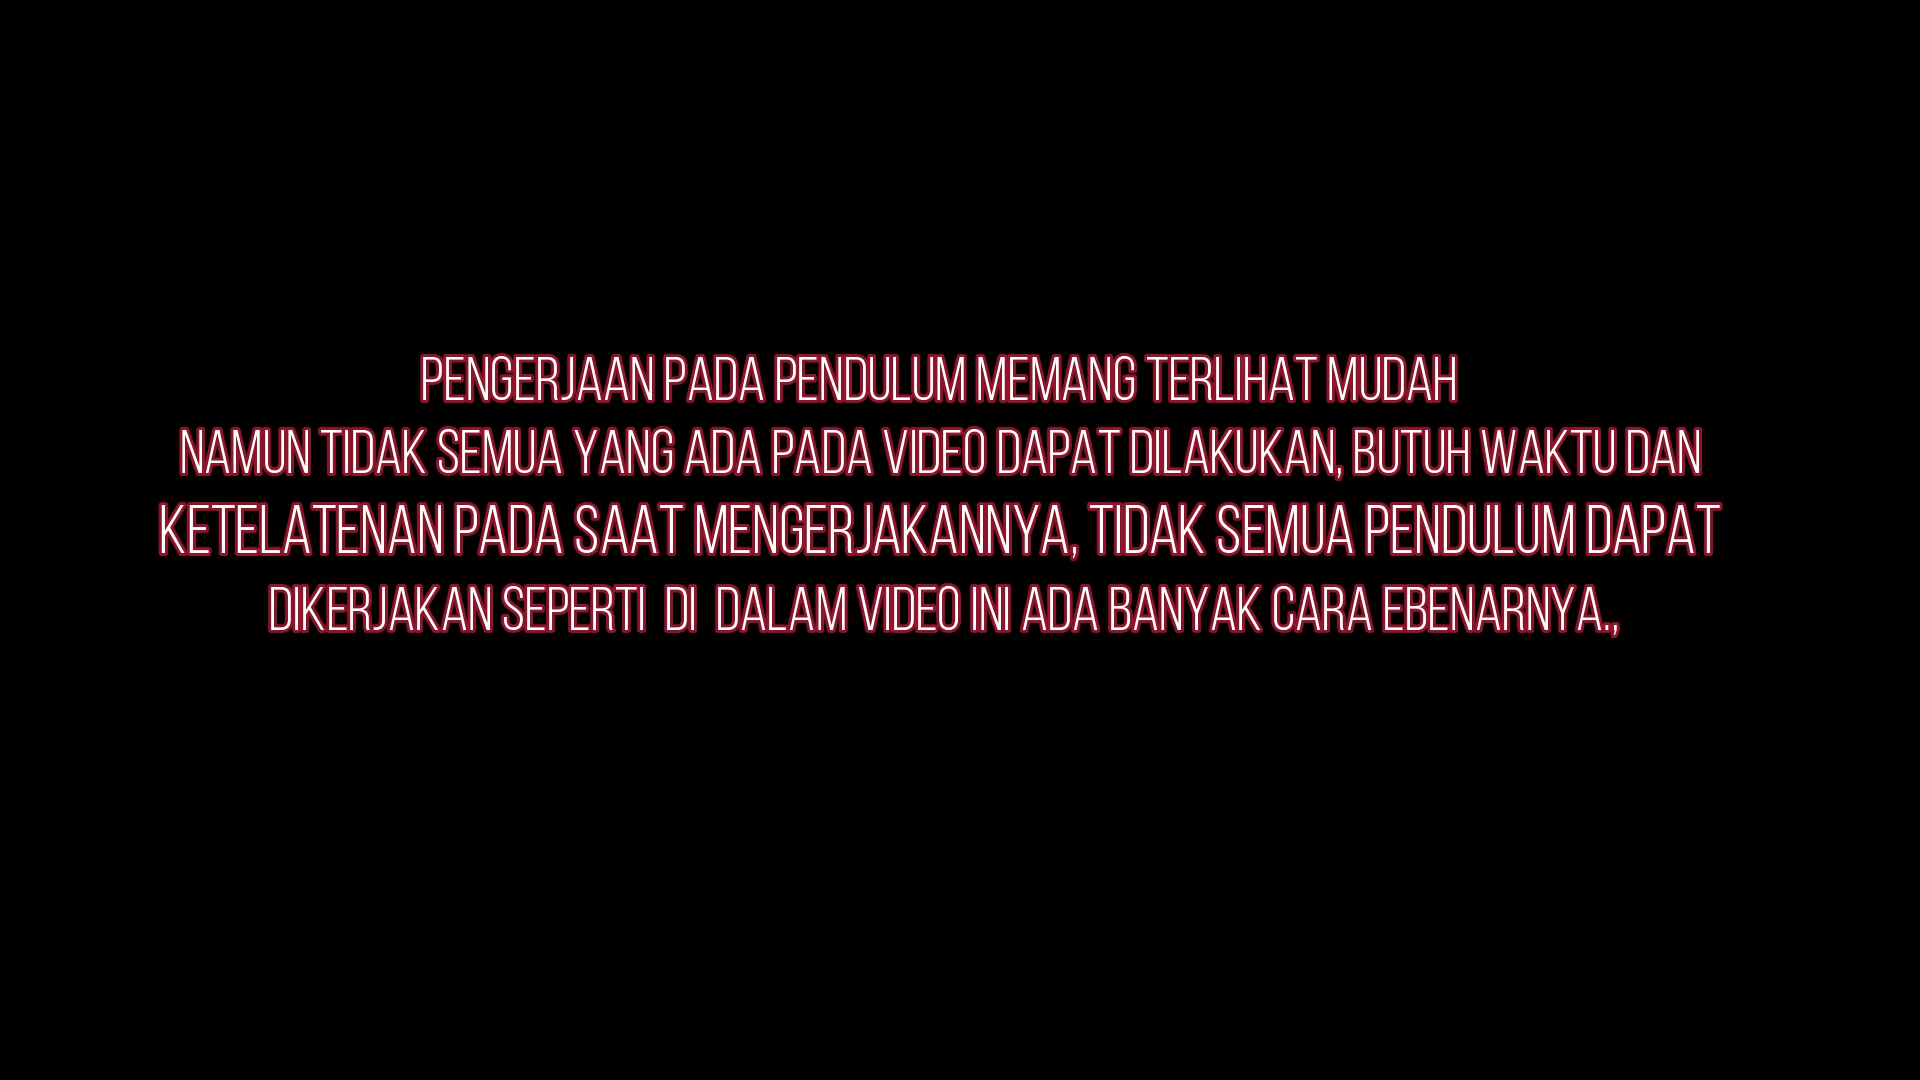 PENGERJAAN PADA PENDULUM MEMANG TERLIHAT MUDAH
NAMUN TIDAK SEMUA YANG ADA PADA VIDEO DAPAT DILAKUKAN, BUTUH WAKTU DAN
KETELATENAN PADA SAAT MENGERJAKANNYA, TIDAK SEMUA PENDULUM DAPAT
DIKERJAKAN SEPERTI DI DALAM VIDEO INI ADA BANYAK CARA EBENARNYA.,